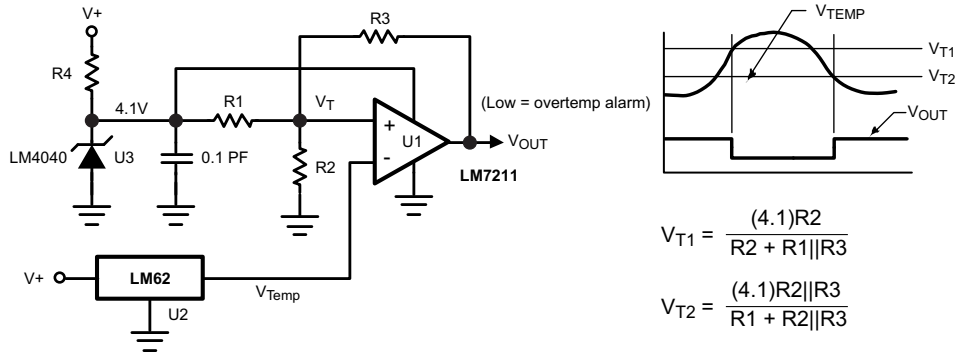 V+
R3
R4
4.1V
R1
VT
LM4040
U3
0.1 PF
R2
+
-
U1
(Low = overtemp alarm)
VOUT
LM7211
V+
LM62
U2
VTemp
VTEMP
VT1
VT2
VOUT
VT1 = (4.1)R2
R2 + R1||R3
VT2 = (4.1)R2||R3
R1 + R2||R3